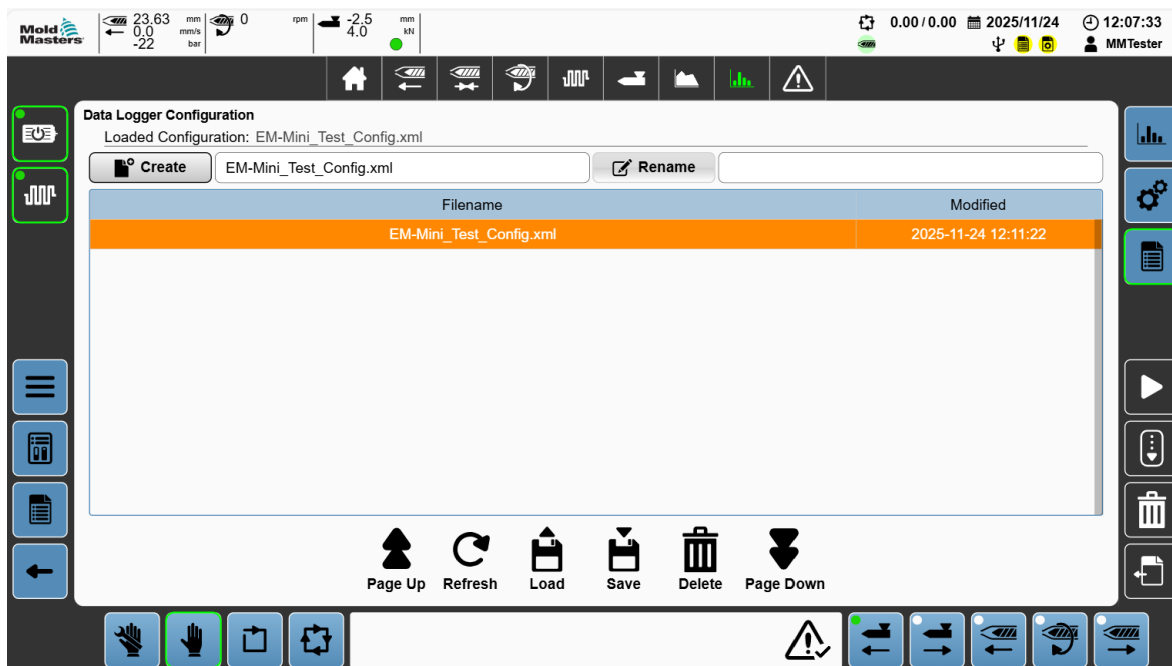 Mold
Masters
23.63 mm
0.0 mm/s
-22 bar
0 rpm
-2.5 mm
4.0 kN
0.00 / 0.00 2025/11/24 12:07:33
MMTester
Data Logger Configuration
Loaded Configuration: EM-Mini_Test_Config.xml
Create EM-Mini_Test_Config.xml Rename
Filename Modified
EM-Mini_Test_Config.xml 2025-11-24 12:11:22
Page Up Refresh Load Save Delete Page Down